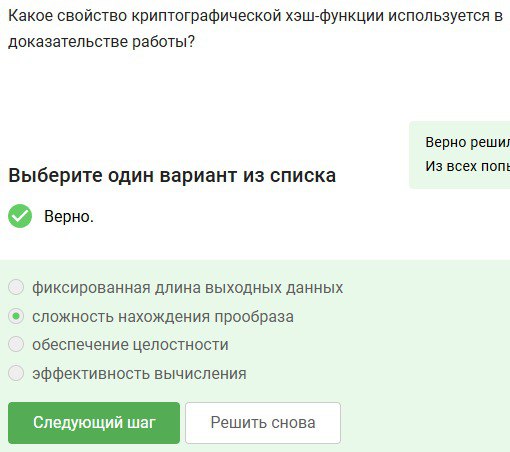 Какое свойство криптографической хэш-функции используется в
доказательстве работы?
Верно решил
Из всех попы
Выберите один вариант из списка
Верно.
фиксированная длина выходных данных
сложность нахождения прообраза
обеспечение целостности
эффективность вычисления
Следующий шаг
Решить снова